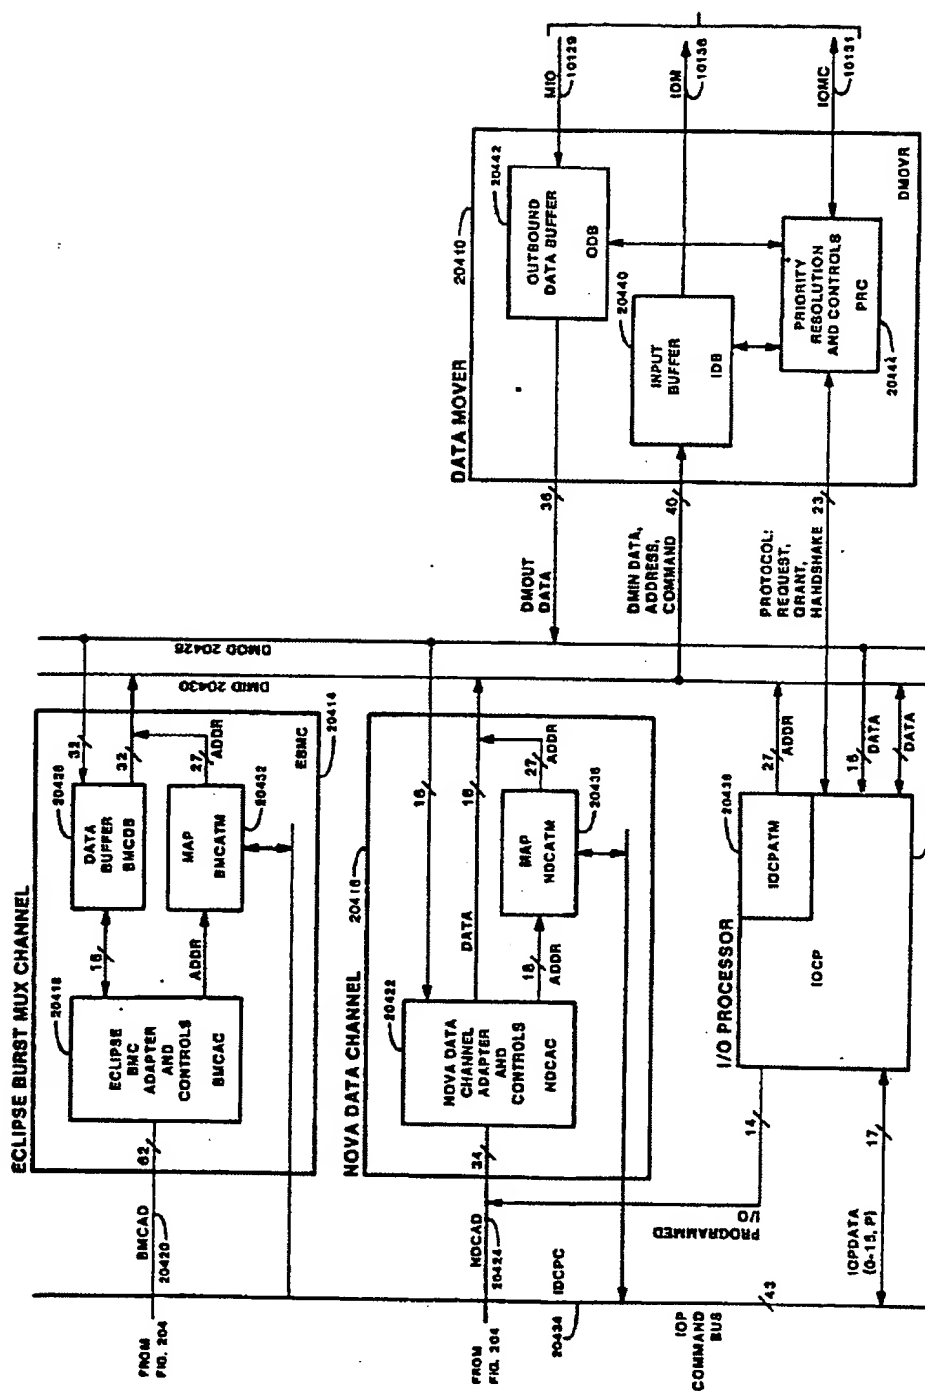 ECLIPSE BURST MUX CHANNEL
FROM
FIG. 204
BMCAD
20420
62
20418
ECLIPSE
BMC
ADAPTER
AND
CONTROLS
BMCAC
16
ADDR
20426
DATA
BUFFER
BMCDB
MAP
BMCATM
20432
32
32
27
ADDR
EBMC
20414
DMID 20430
DMOD 20428
NOVA DATA CHANNEL
20416
FROM
FIG. 204
NDCAD
20424
34
20422
NOVA DATA
CHANNEL
ADAPTER
AND
CONTROLS
NDCAC
16
16
DATA
16
ADDR
MAP
NDCATM
20436
27
ADDR
IDCPC
20434
IOP
COMMAND
BUS
43
PROGRAMMED
I/O
14
IOPDATA
(0-15, P)
17
I/O PROCESSOR
IOCP
IOCPATM
20438
27
ADDR
16
DATA
DATA
DMOUT
DATA
36
DMIN DATA,
ADDRESS,
COMMAND
40
PROTOCOL:
REQUEST,
GRANT,
HANDSHAKE
23
DATA MOVER
20410
OUTBOUND
DATA BUFFER
ODB
20442
20440
INPUT
BUFFER
IDB
PRIORITY
RESOLUTION
AND CONTROLS
PRC
20444
DMOVR
MIO
10129
IOM
10136
IOMC
10131